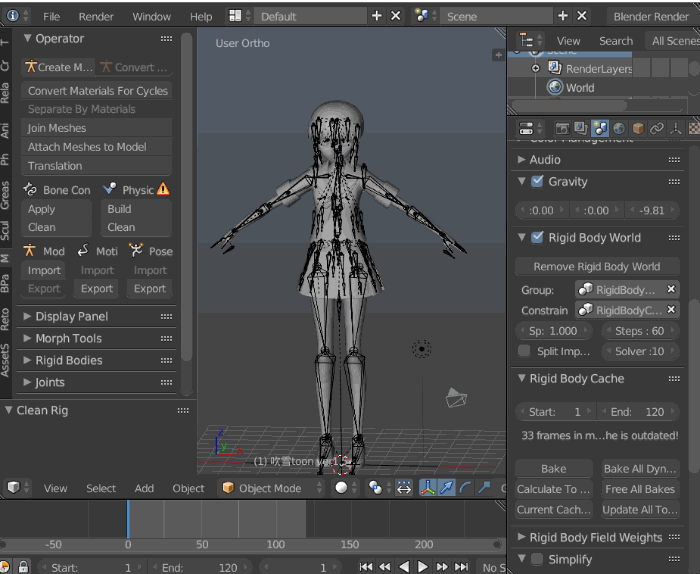 File Render Window Help
Default
Scene
Blender Render
Operator
Create M...
Convert ...
Convert Materials For Cycles
Separate By Materials
Join Meshes
Attach Meshes to Model
Translation
Bone Con
Physic
Apply
Build
Clean
Clean
Mod
Moti
Pose
Import
Import
Import
Export
Export
Export
Display Panel
Morph Tools
Rigid Bodies
Joints
Clean Rig
T
Cr
Rela
Ani
Ph
Greas
Scul
M
BPa
Reto
AssetS
User Ortho
View Select Add Object
Object Mode
-50 0 50 100 150 200
Start: 1
End: 120
1
No S
View Search All Scenes
Scene
RenderLayers
World
Color Management
Audio
Gravity
:0.00
:0.00
-9.81
Rigid Body World
Remove Rigid Body World
Group:
RigidBody...
Constrain
RigidBodyC...
Sp: 1.000
Steps : 60
Split Imp...
Solver :10
Rigid Body Cache
Start: 1
End: 120
33 frames in m...he is outdated!
Bake
Bake All Dyn...
Calculate To ...
Free All Bakes
Current Cach...
Update All To...
Rigid Body Field Weights
Simplify